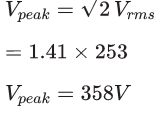 V_peak = √2 V_rms
= 1.41 × 253
V_peak = 358V